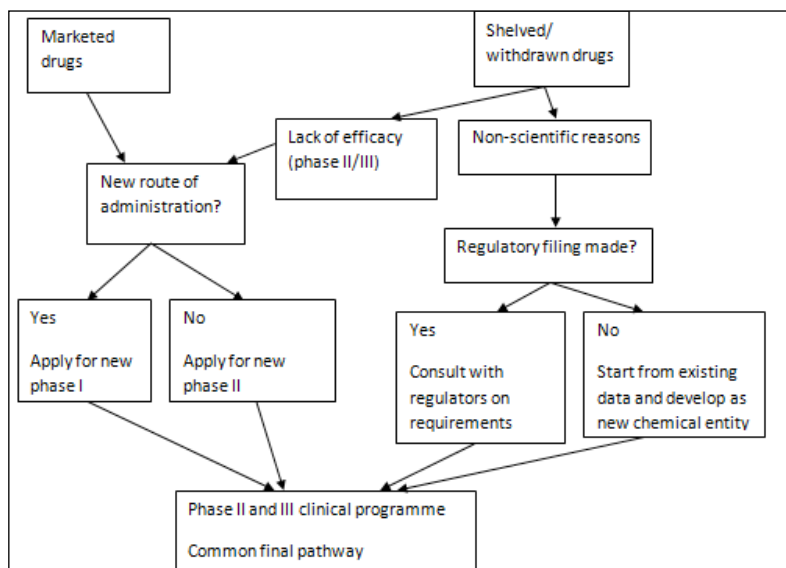 Marketed
drugs
Shelved/
withdrawn drugs
Lack of efficacy
(phase II/III)
Non-scientific reasons
New route of
administration?
Regulatory filing made?
Yes
Apply for new
phase I
No
Apply for new
phase II
Yes
Consult with
regulators on
requirements
No
Start from existing
data and develop as
new chemical entity
Phase II and III clinical programme
Common final pathway